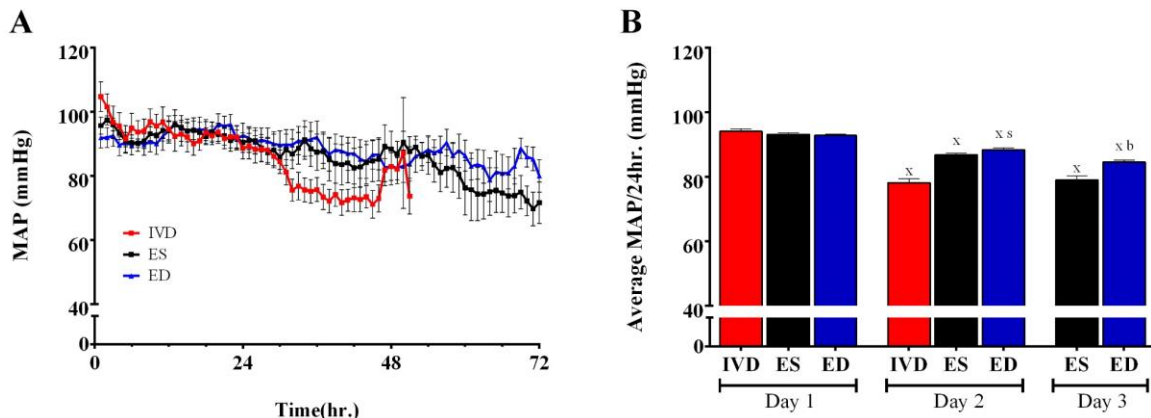 A
MAP (mmHg)
120
100
80
60
40
0
IVD
ES
ED
0 24 48 72
Time(hr.)
B
Average MAP/24hr. (mmHg)
120
100
80
60
40
40
0
x x x s x x b
IVD ES ED IVD ES ED ES ED
Day 1 Day 2 Day 3